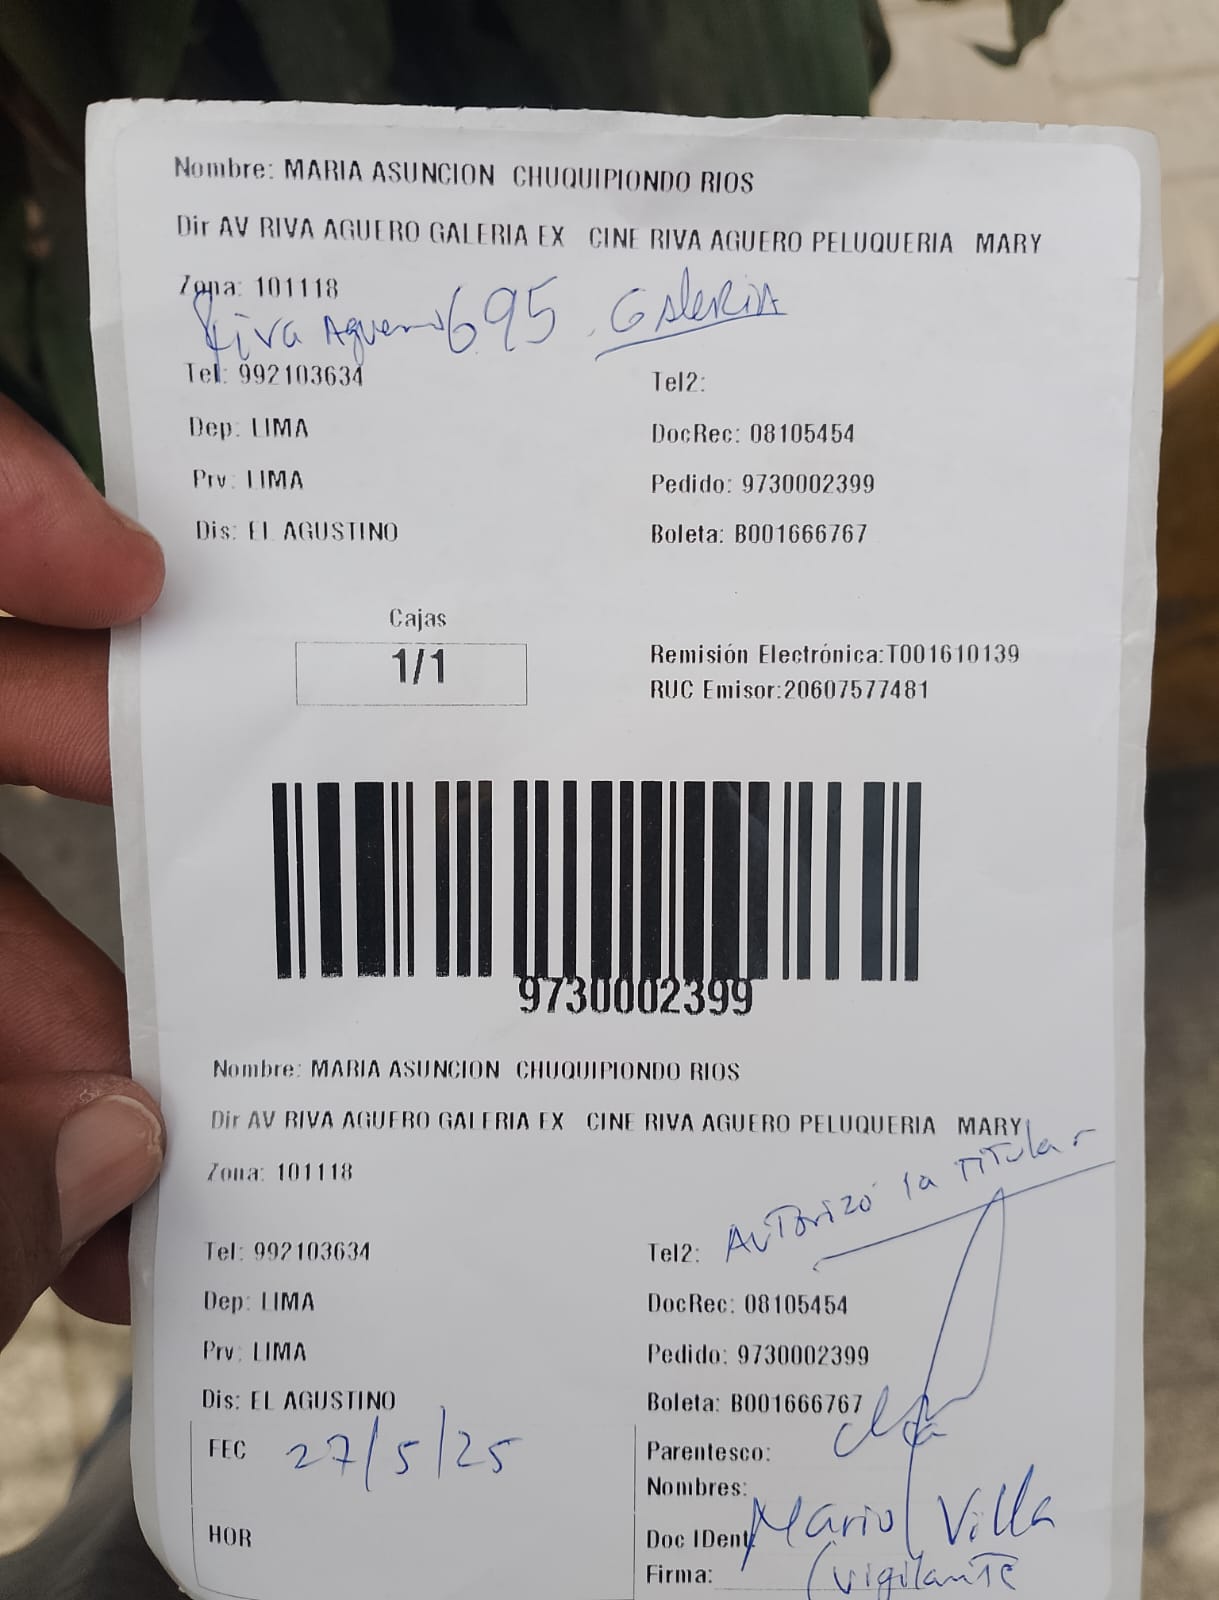 Nombre: MARIA ASUNCION CHUQUIPIONDO RIOS
Dir AV RIVA AGUERO GALERIA EX CINE RIVA AGUERO PELUQUERIA MARY
Zona: 101118
Riva Aguero 695. GALERIA
Tel: 992103634 Tel2:
Dep: LIMA DocRec: 08105454
Prv: LIMA Pedido: 9730002399
Dis: EL AGUSTINO Boleta: B001666767
Cajas
1/1
Remisión Electrónica:T001610139
RUC Emisor:20607577481
9730002399
Nombre: MARIA ASUNCION CHUQUIPIONDO RIOS
Dir AV RIVA AGUERO GALERIA EX CINE RIVA AGUERO PELUQUERIA MARY
Zona: 101118
AUTorizó la TiTular
Tel: 992103634 Tel2:
Dep: LIMA DocRec: 08105454
Prv: LIMA Pedido: 9730002399
Dis: EL AGUSTINO Boleta: B001666767
FEC 27/5/25 Parentesco:
Nombres:
Mario Villa
HOR Doc IDent:
Firma: (vigilanTe